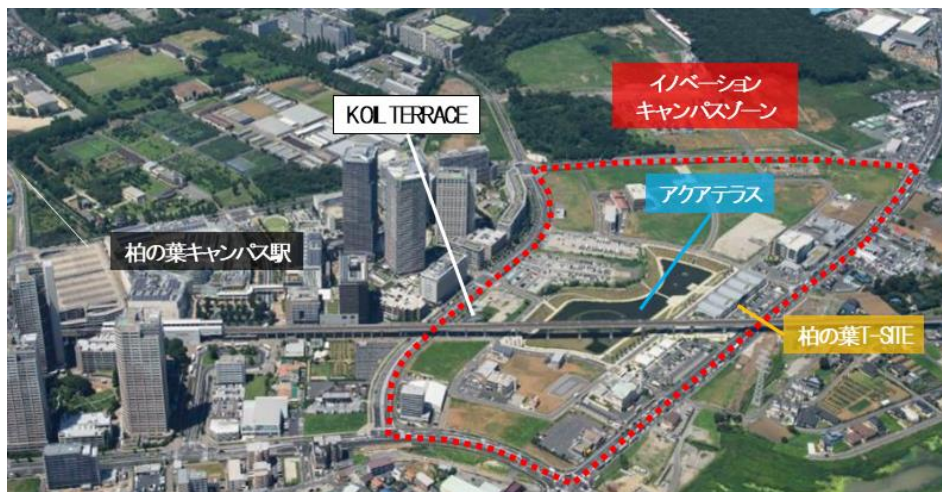 イノベーション
キャンパスゾーン
KOIL TERRACE
アクアテラス
柏の葉キャンパス駅
柏の葉T-SITE